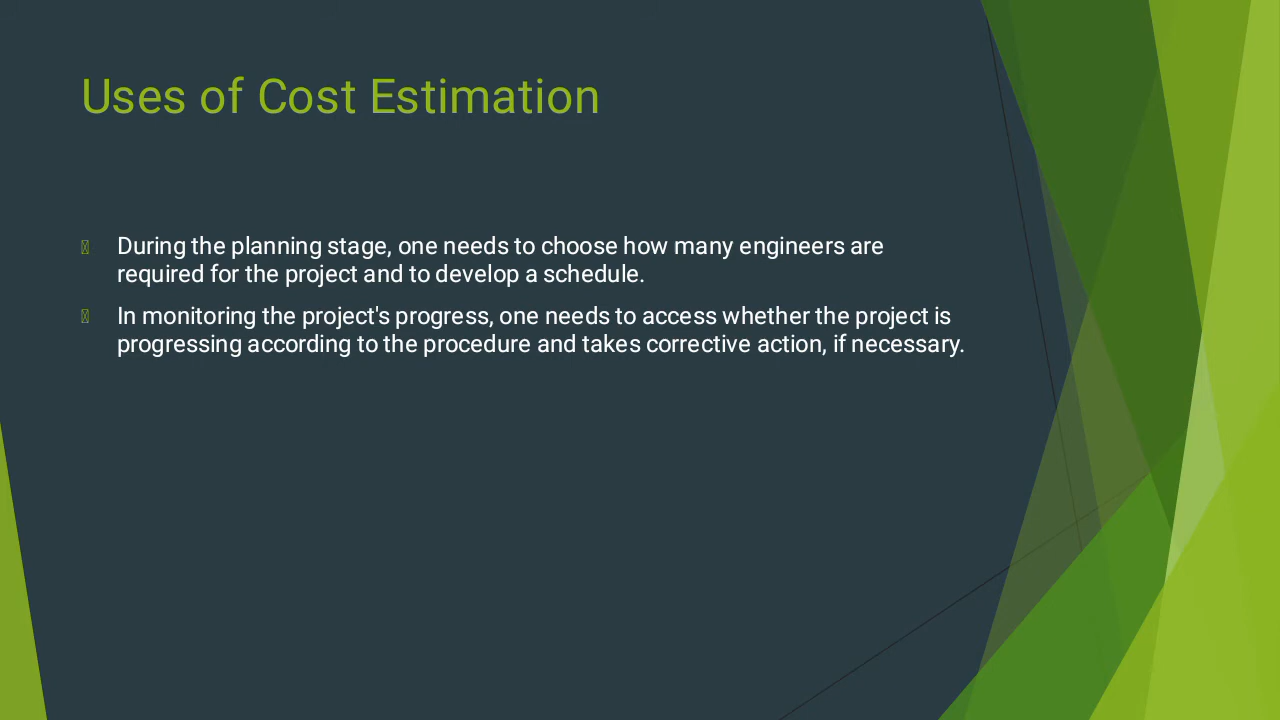 Uses of Cost Estimation
During the planning stage, one needs to choose how many engineers are
required for the project and to develop a schedule.
In monitoring the project's progress, one needs to access whether the project is
progressing according to the procedure and takes corrective action, if necessary.